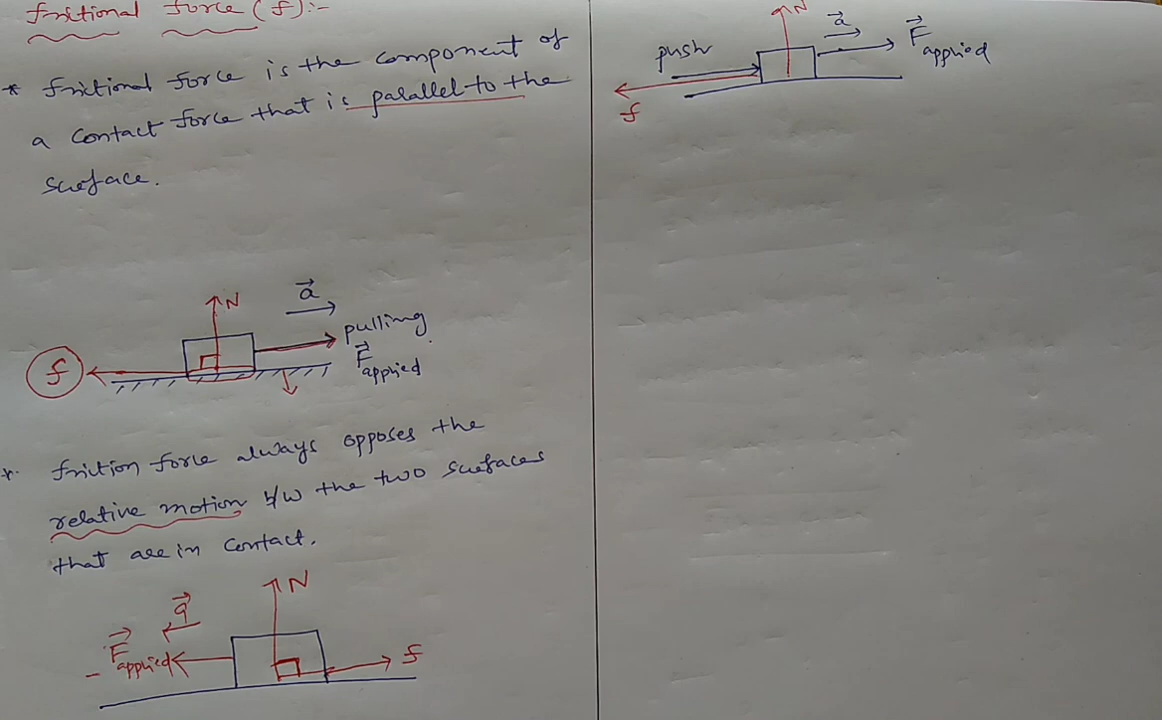 frictional force (f):-
* frictional force is the component of
a contact force that is parallel to the
surface.
N
a
pulling
F applied
f
* friction force always opposes the
relative motion b/w the two surfaces
that are in contact.
N
a
- F applied
f
N
a
push
F applied
f